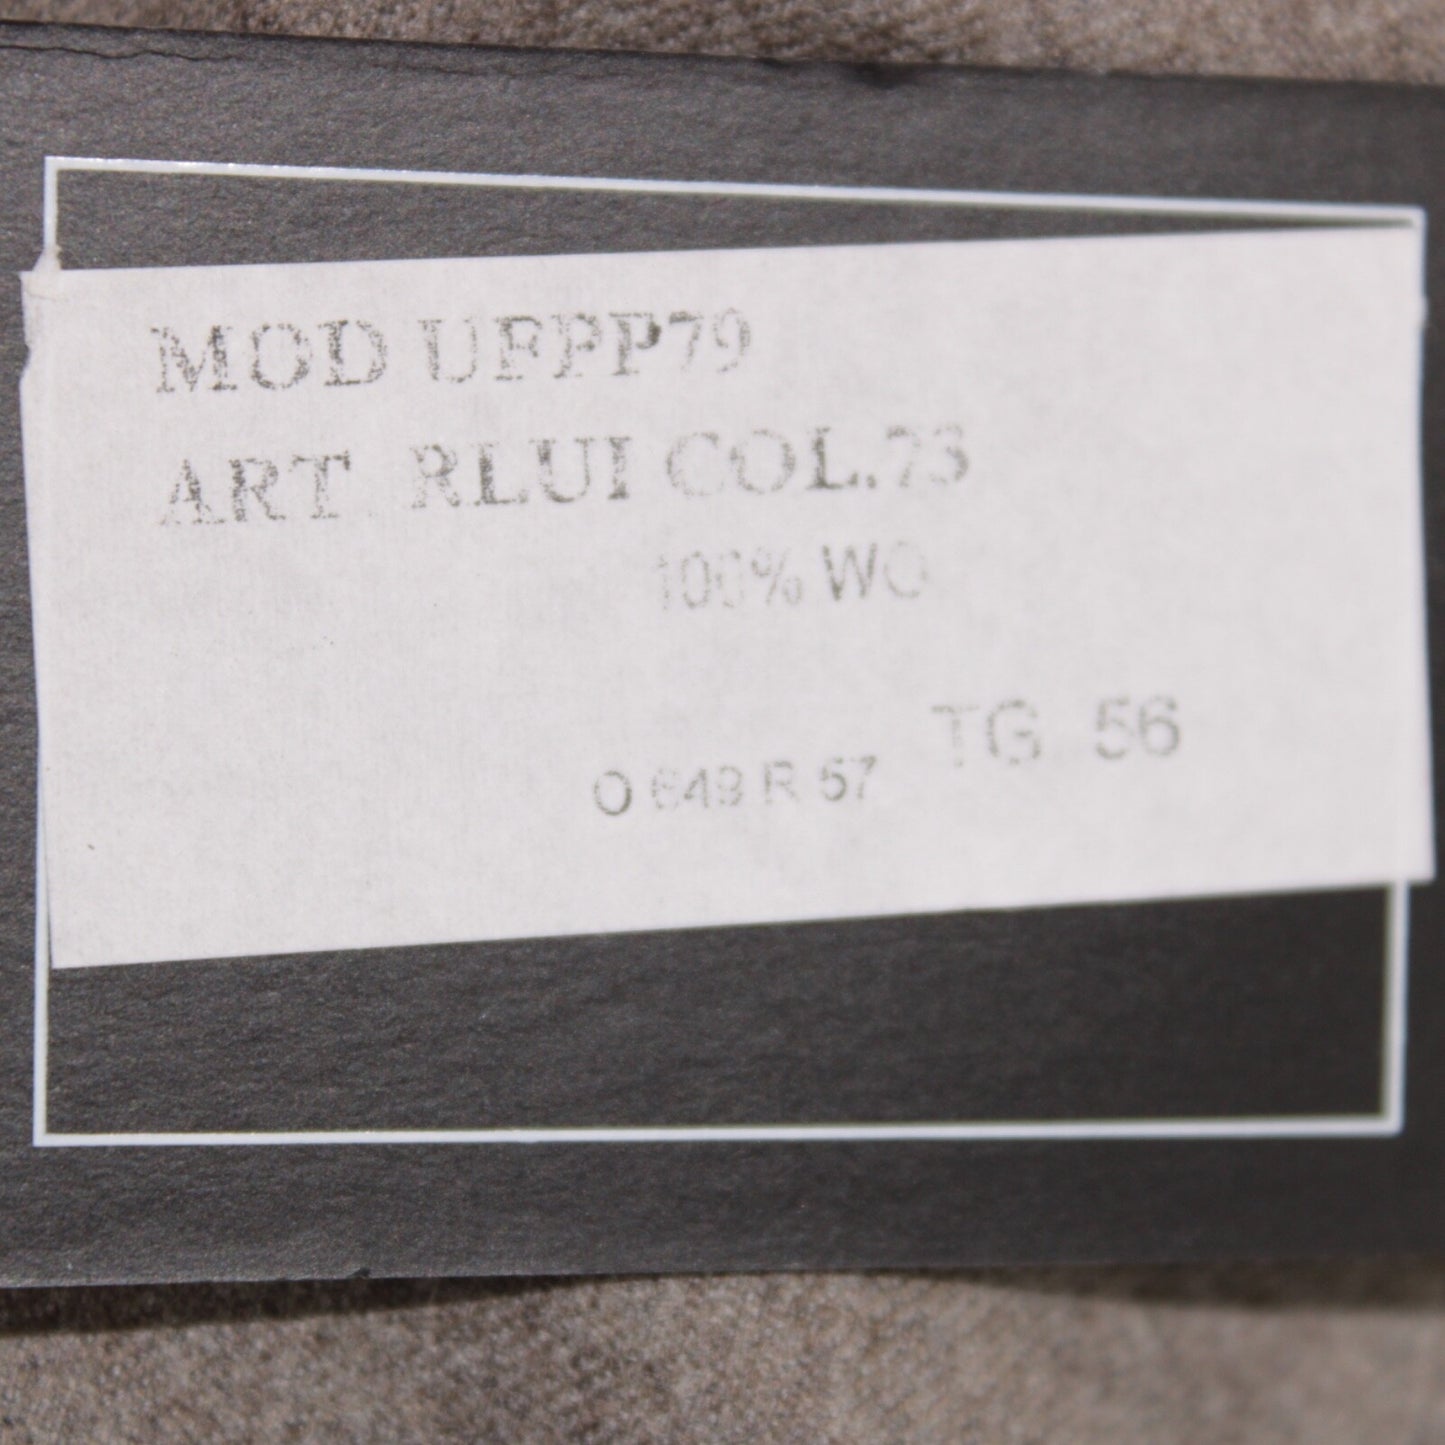 MOD UFPP79
ART RLUI COL.73
100% WO
TG 56
O 649 R 57